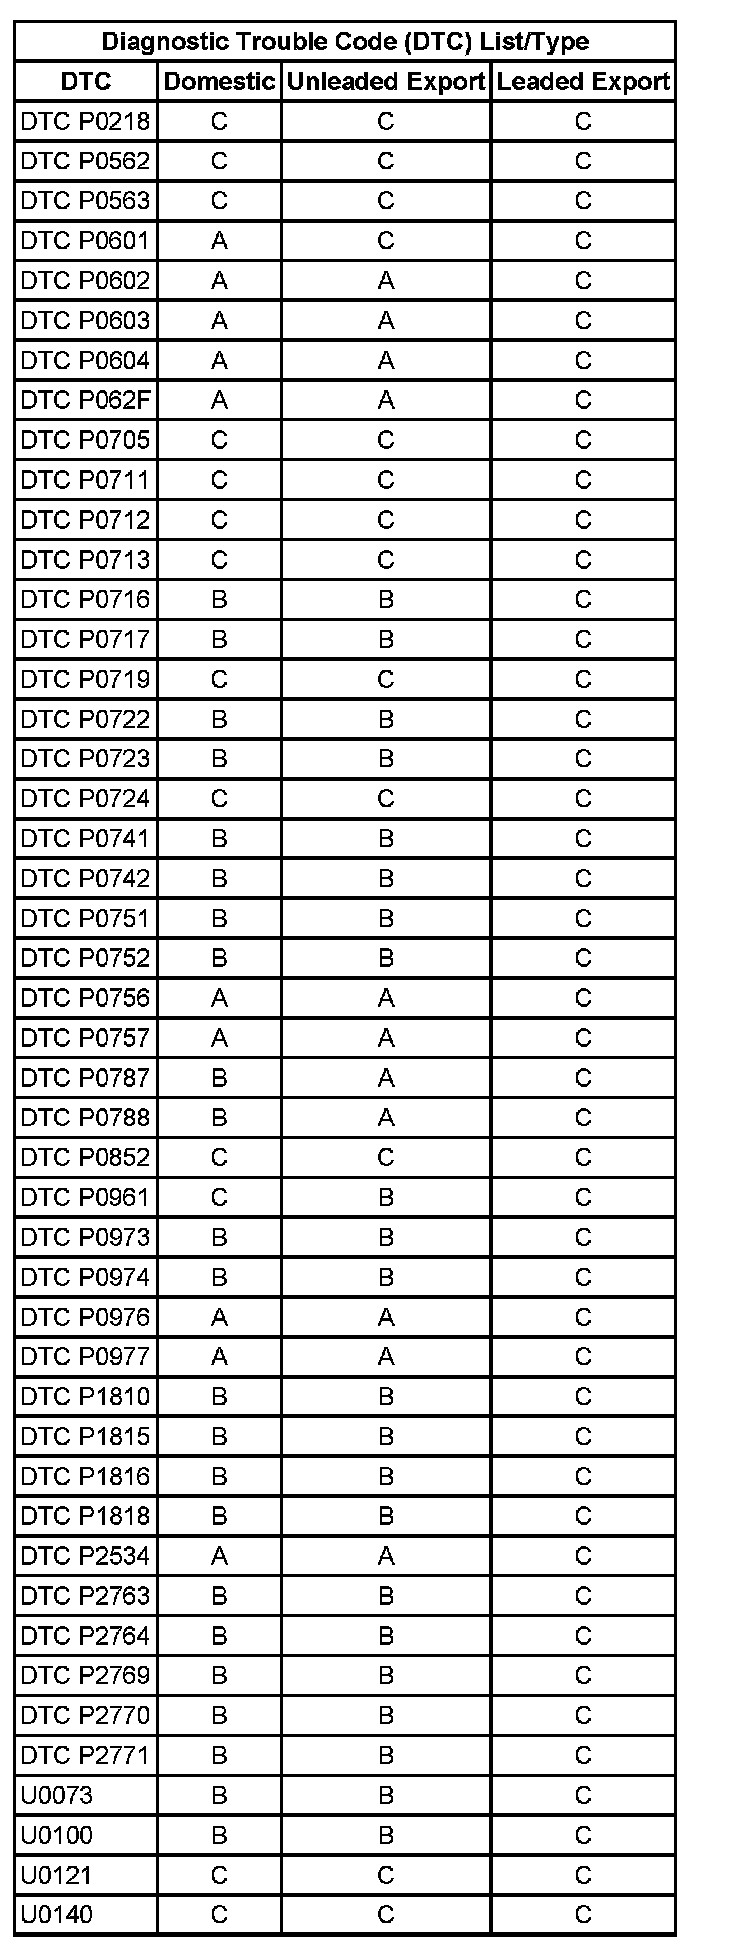 Diagnostic Trouble Code (DTC) List/Type
DTC Domestic Unleaded Export Leaded Export
DTC P0218 C C C
DTC P0562 C C C
DTC P0563 C C C
DTC P0601 A C C
DTC P0602 A A C
DTC P0603 A A C
DTC P0604 A A C
DTC P062F A A C
DTC P0705 C C C
DTC P0711 C C C
DTC P0712 C C C
DTC P0713 C C C
DTC P0716 B B C
DTC P0717 B B C
DTC P0719 C C C
DTC P0722 B B C
DTC P0723 B B C
DTC P0724 C C C
DTC P0741 B B C
DTC P0742 B B C
DTC P0751 B B C
DTC P0752 B B C
DTC P0756 A A C
DTC P0757 A A C
DTC P0787 B A C
DTC P0788 B A C
DTC P0852 C C C
DTC P0961 C B C
DTC P0973 B B C
DTC P0974 B B C
DTC P0976 A A C
DTC P0977 A A C
DTC P1810 B B C
DTC P1815 B B C
DTC P1816 B B C
DTC P1818 B B C
DTC P2534 A A C
DTC P2763 B B C
DTC P2764 B B C
DTC P2769 B B C
DTC P2770 B B C
DTC P2771 B B C
U0073 B B C
U0100 B B C
U0121 C C C
U0140 C C C